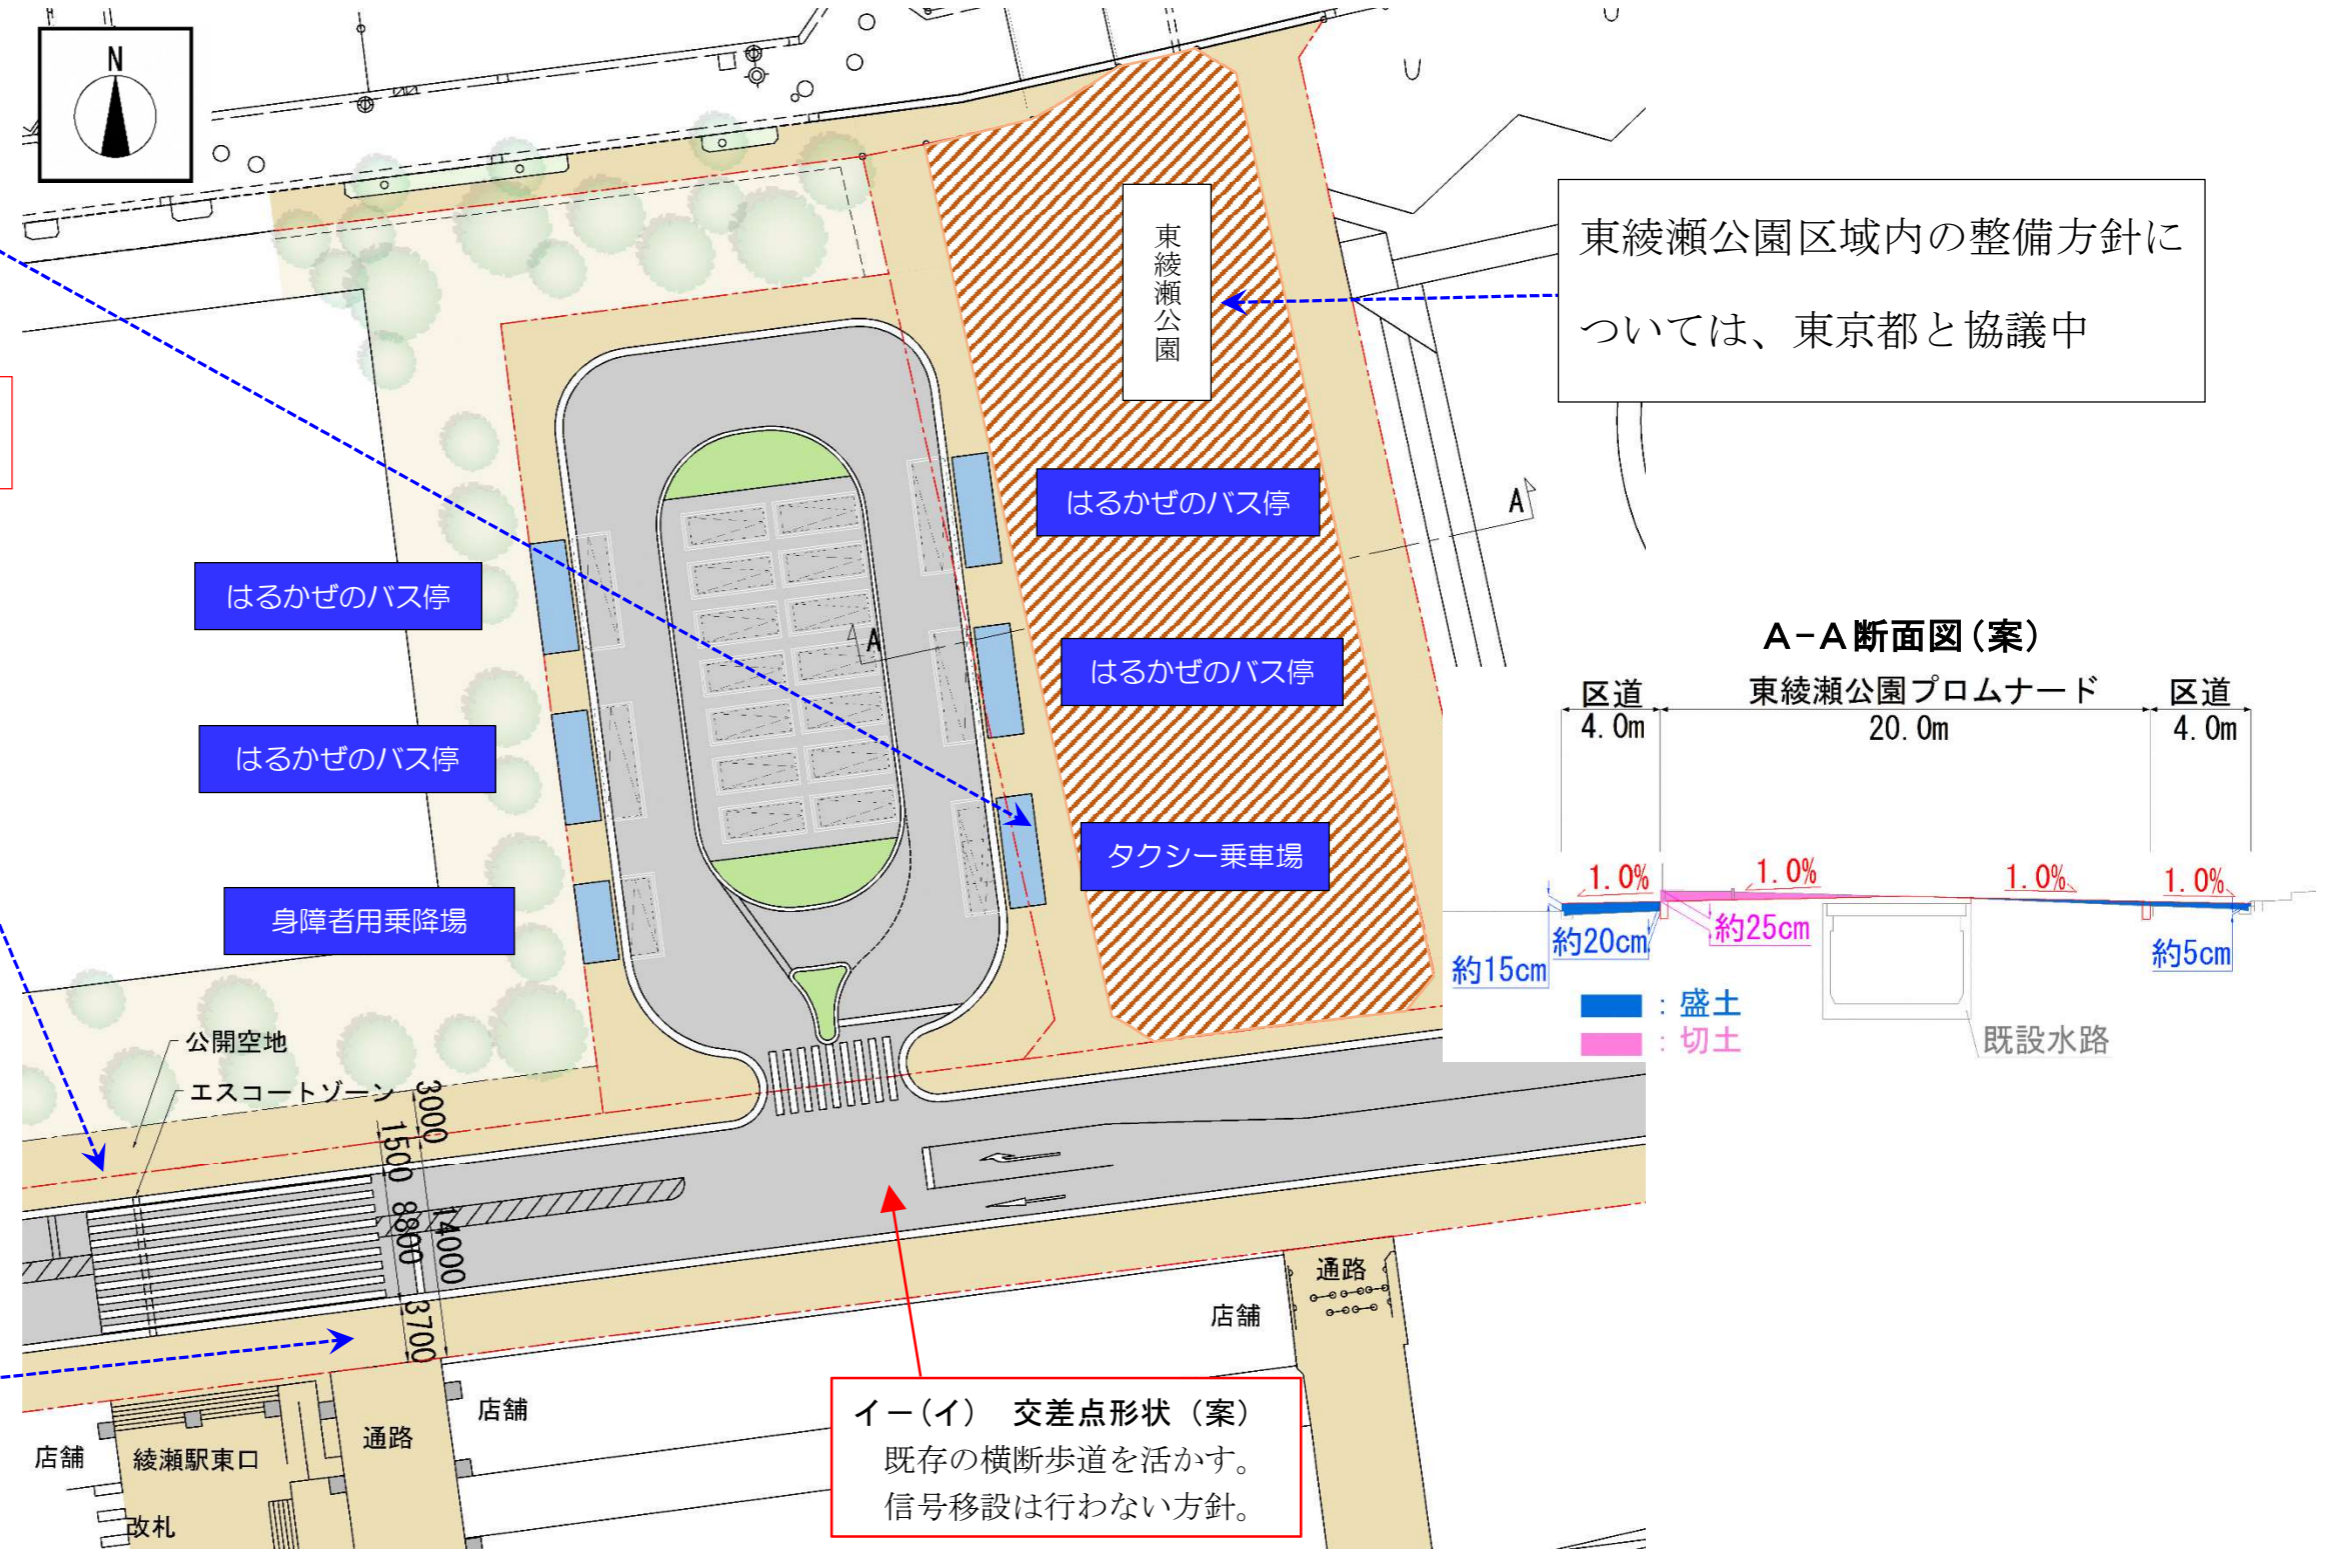 N
東綾瀬公園
東綾瀬公園区域内の整備方針に
ついては、東京都と協議中
はるかぜのバス停
A
はるかぜのバス停
A
はるかぜのバス停
はるかぜのバス停
タクシー乗車場
身障者用乗降場
A-A断面図(案)
区道
東綾瀬公園プロムナード
区道
4.0m
20.0m
4.0m
1.0%
1.0%
1.0%
1.0%
約15cm
約20cm
約25cm
約5cm
:盛土
:切土
既設水路
公開空地
エスコートゾーン
3000
1500
8800
14000
3700
通路
店舗
店舗
通路
店舗
綾瀬駅東口
改札
イー(イ) 交差点形状(案)
既存の横断歩道を活かす。
信号移設は行わない方針。